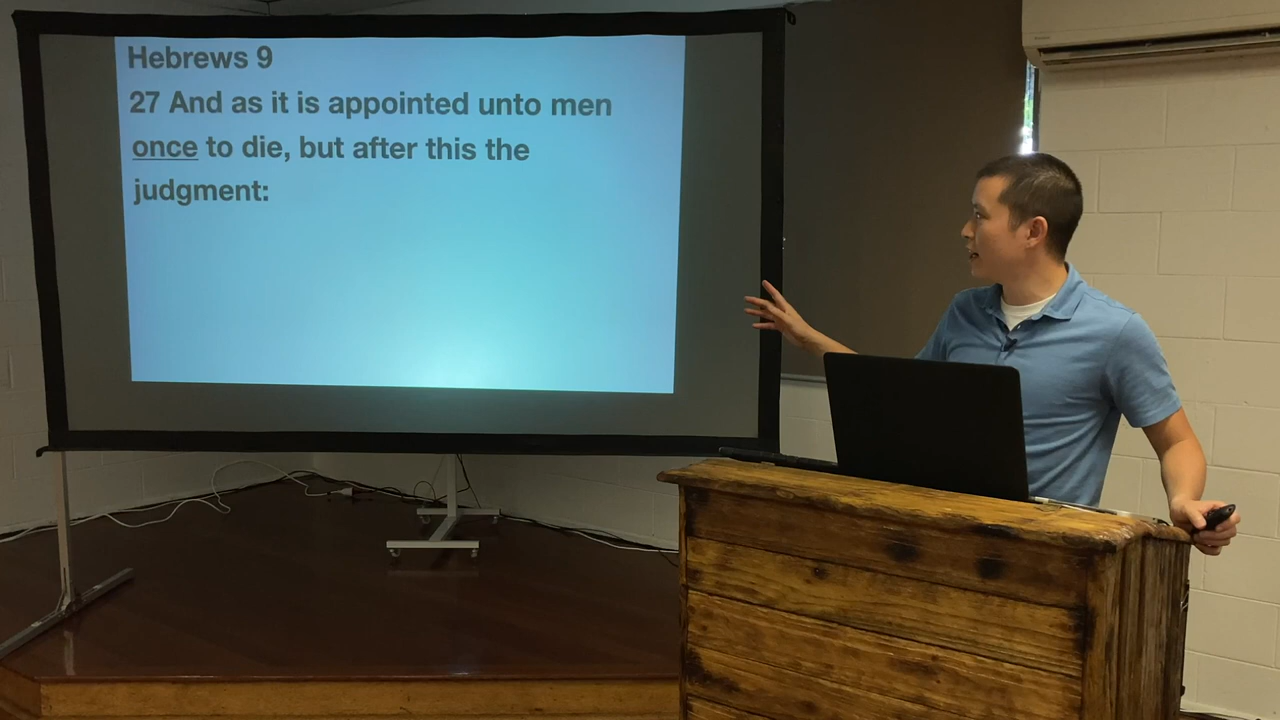 Hebrews 9
27 And as it is appointed unto men
once to die, but after this the
judgment: